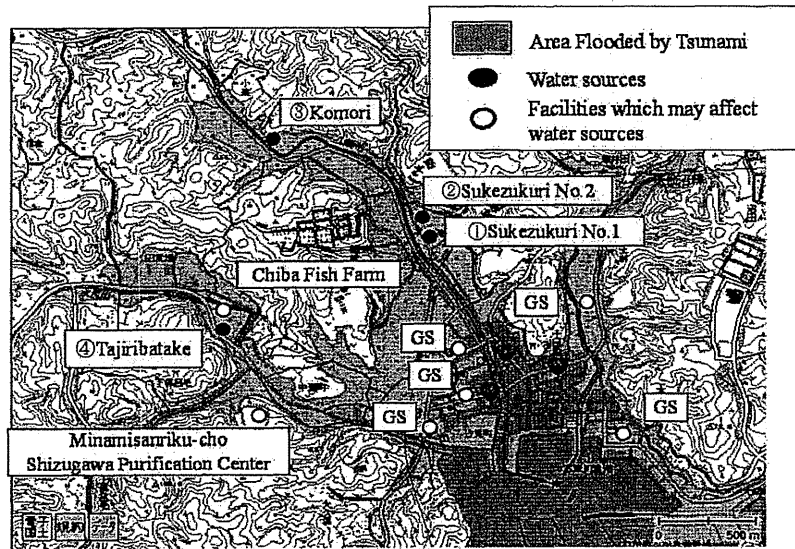 Area Flooded by Tsunami
Water sources
Facilities which may affect
water sources
③Komori
②Sukezukuri No.2
①Sukezukuri No.1
Chiba Fish Farm
GS
GS
④Tajiribatake
GS
GS
GS
Minamisanriku-cho
Shizugawa Purification Center
0 500 m